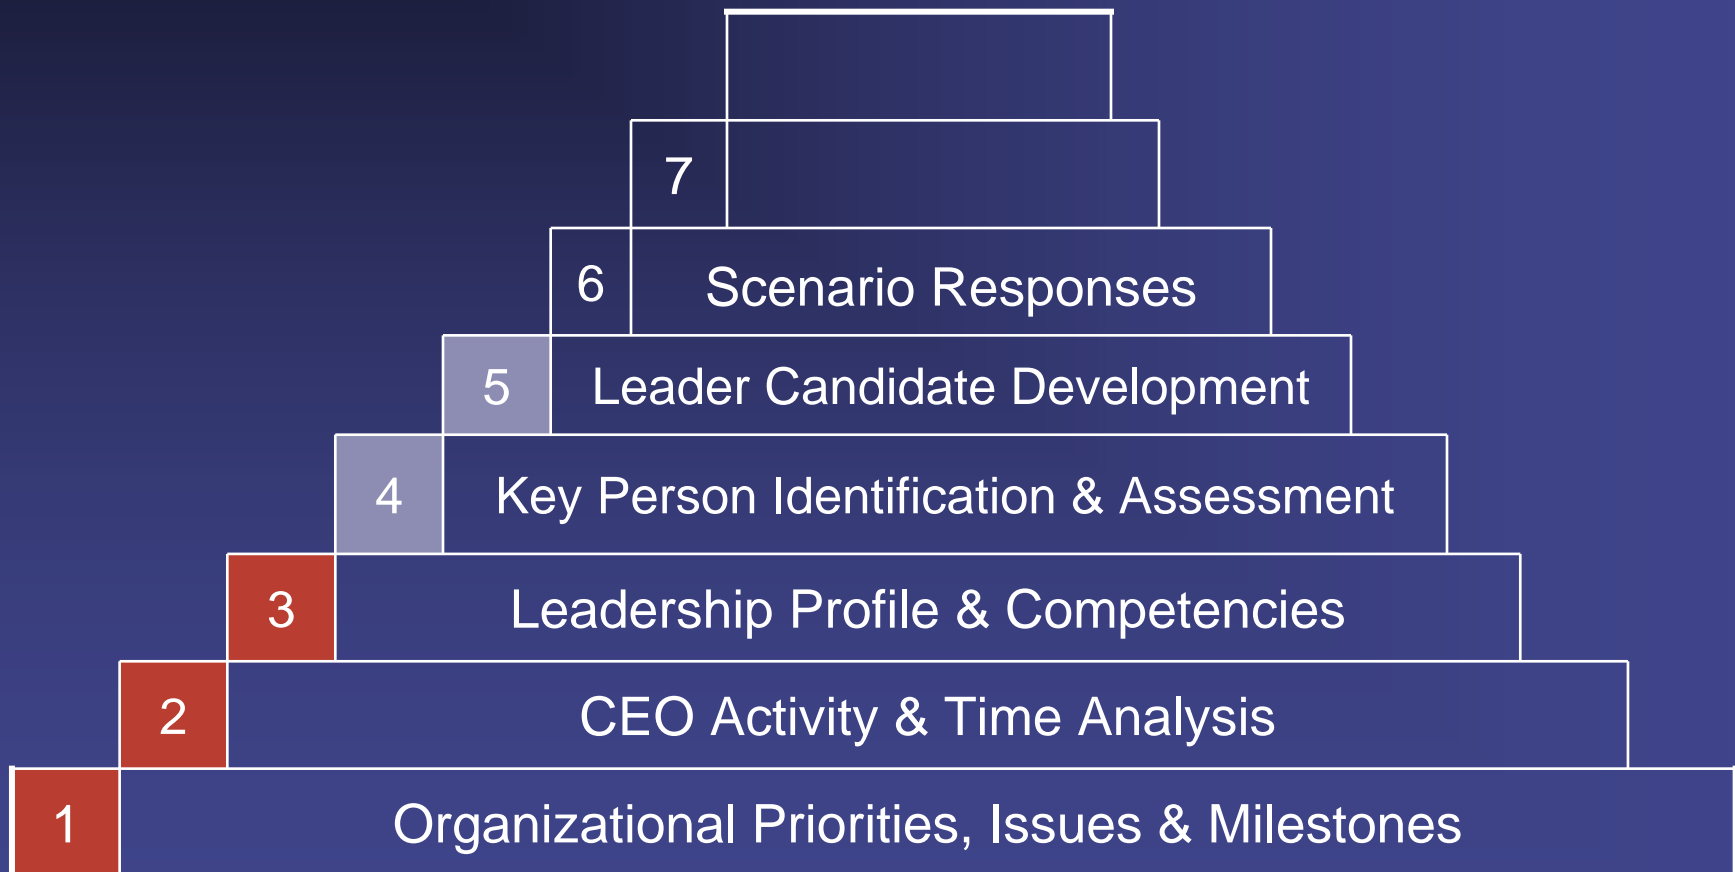 7
6 Scenario Responses
5 Leader Candidate Development
4 Key Person Identification & Assessment
3 Leadership Profile & Competencies
2 CEO Activity & Time Analysis
1 Organizational Priorities, Issues & Milestones